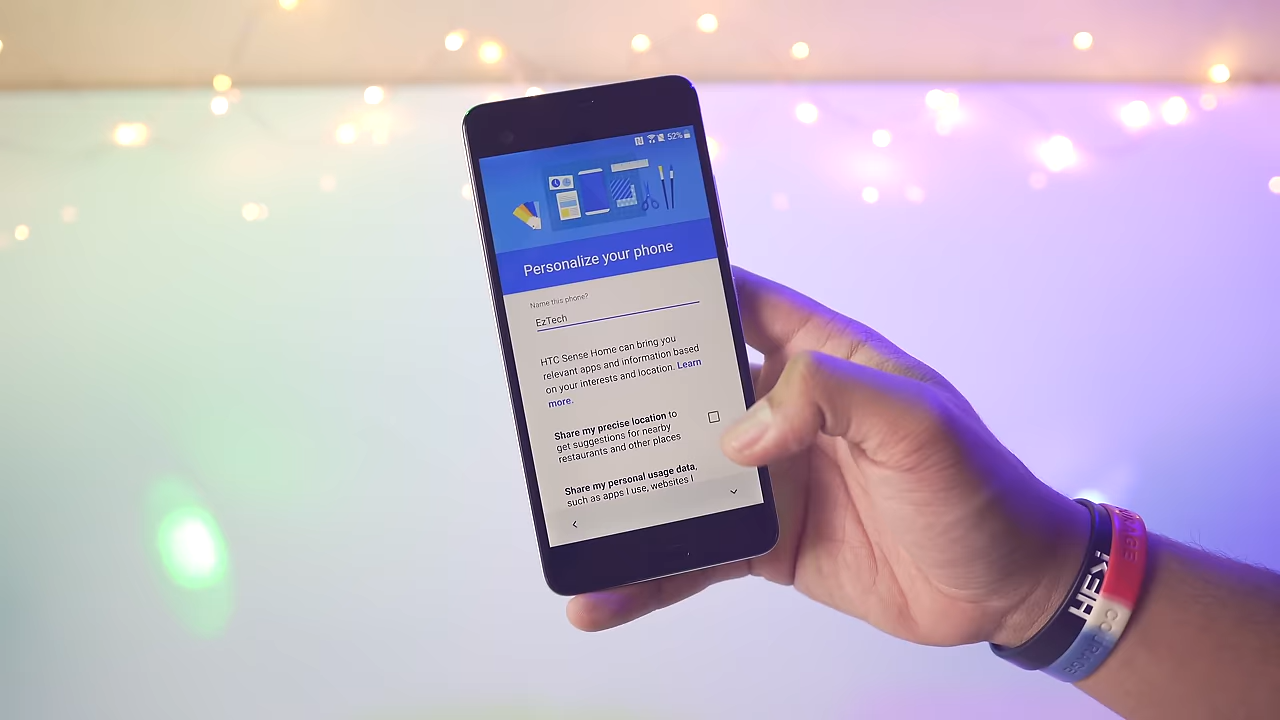 52%
Personalize your phone
Name this phone?
EzTech
HTC Sense Home can bring you
relevant apps and information based
on your interests and location. Learn
more.
Share my precise location to
get suggestions for nearby
restaurants and other places
Share my personal usage data,
such as apps I use, websites I
COURAGE